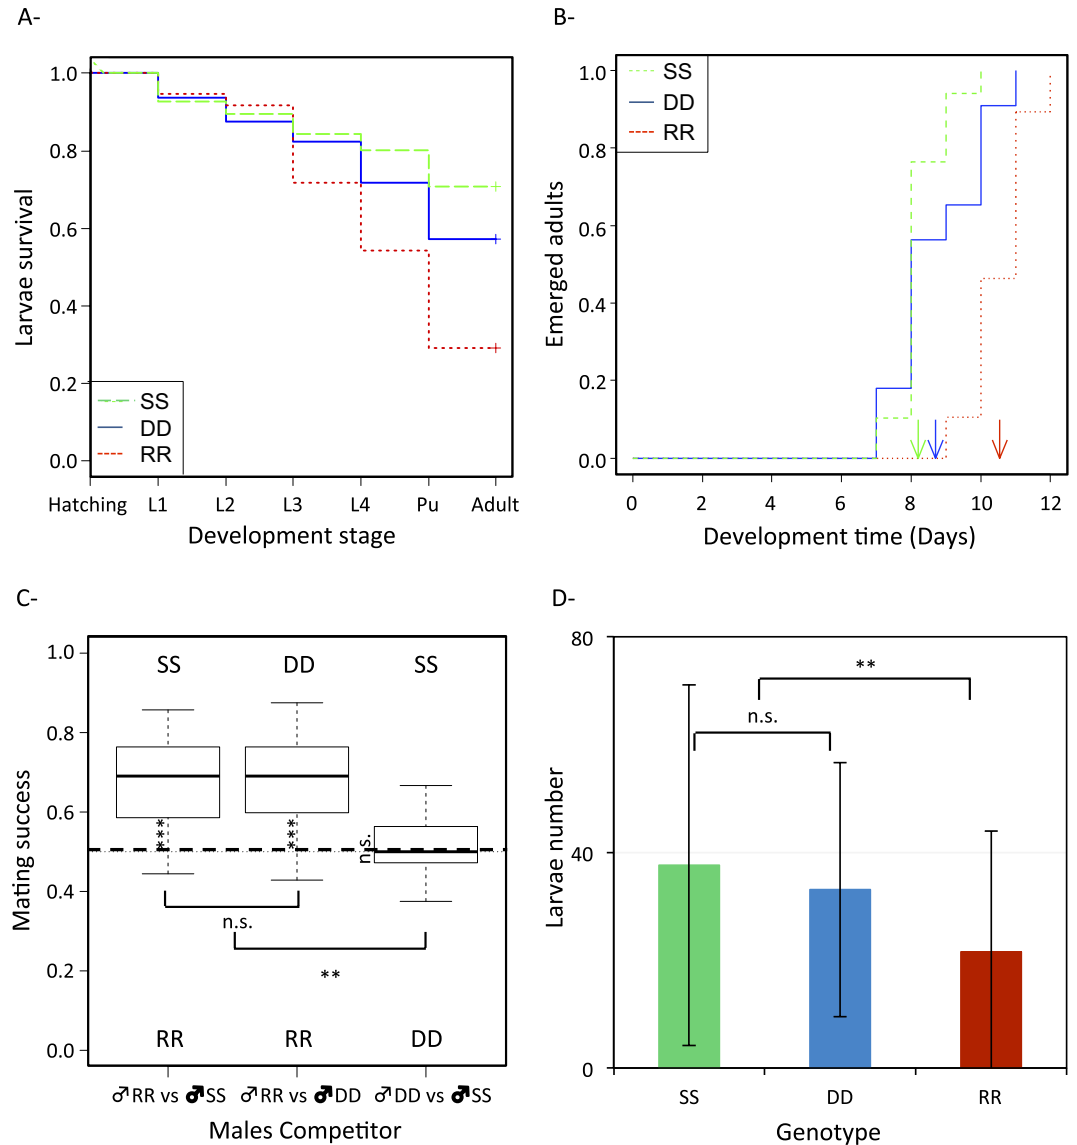 A-
1.0
0.8
0.6
0.4
0.2
0.0
Larvae survival
SS
DD
RR
Hatching L1 L2 L3 L4 Pu Adult
Development stage
B-
1.0
0.8
0.6
0.4
0.2
0.0
Emerged adults
SS
DD
RR
0 2 4 6 8 10 12
Development time (Days)
C-
1.0
0.8
0.6
0.4
0.2
0.0
Mating success
SS DD SS
*** *** n.s.
n.s.
**
RR RR DD
♂RR vs ♂SS ♂RR vs ♂DD ♂DD vs ♂SS
Males Competitor
D-
80
40
0
Larvae number
**
n.s.
SS DD RR
Genotype